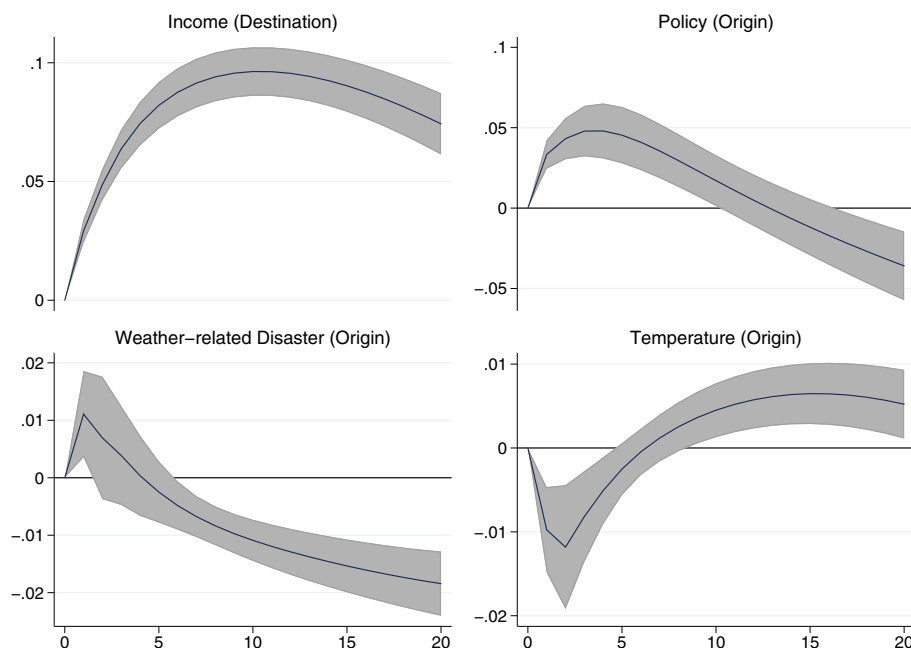 Income (Destination)
.1
.05
0
Policy (Origin)
.1
.05
0
−.05
Weather−related Disaster (Origin)
.02
.01
0
−.01
−.02
0 5 10 15 20
Temperature (Origin)
.01
0
−.01
−.02
0 5 10 15 20